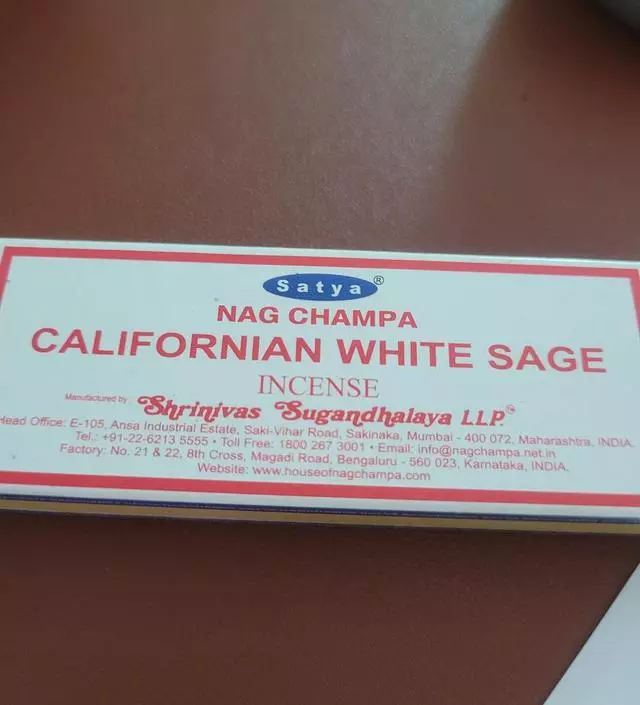 Satya®
NAG CHAMPA
CALIFORNIAN WHITE SAGE
INCENSE
Manufactured by: Shrinivas Sugandhalaya L.L.P.™
Head Office: E-105, Ansa Industrial Estate, Saki-Vihar Road, Sakinaka, Mumbai - 400 072, Maharashtra, INDIA.
Tel.: +91-22-6213 5555 • Toll Free: 1800 267 3001 • Email: info@nagchampa.net.in
Factory: No. 21 & 22, 8th Cross, Magadi Road, Bengaluru - 560 023, Karnataka, INDIA.
Website: www.houseofnagchampa.com